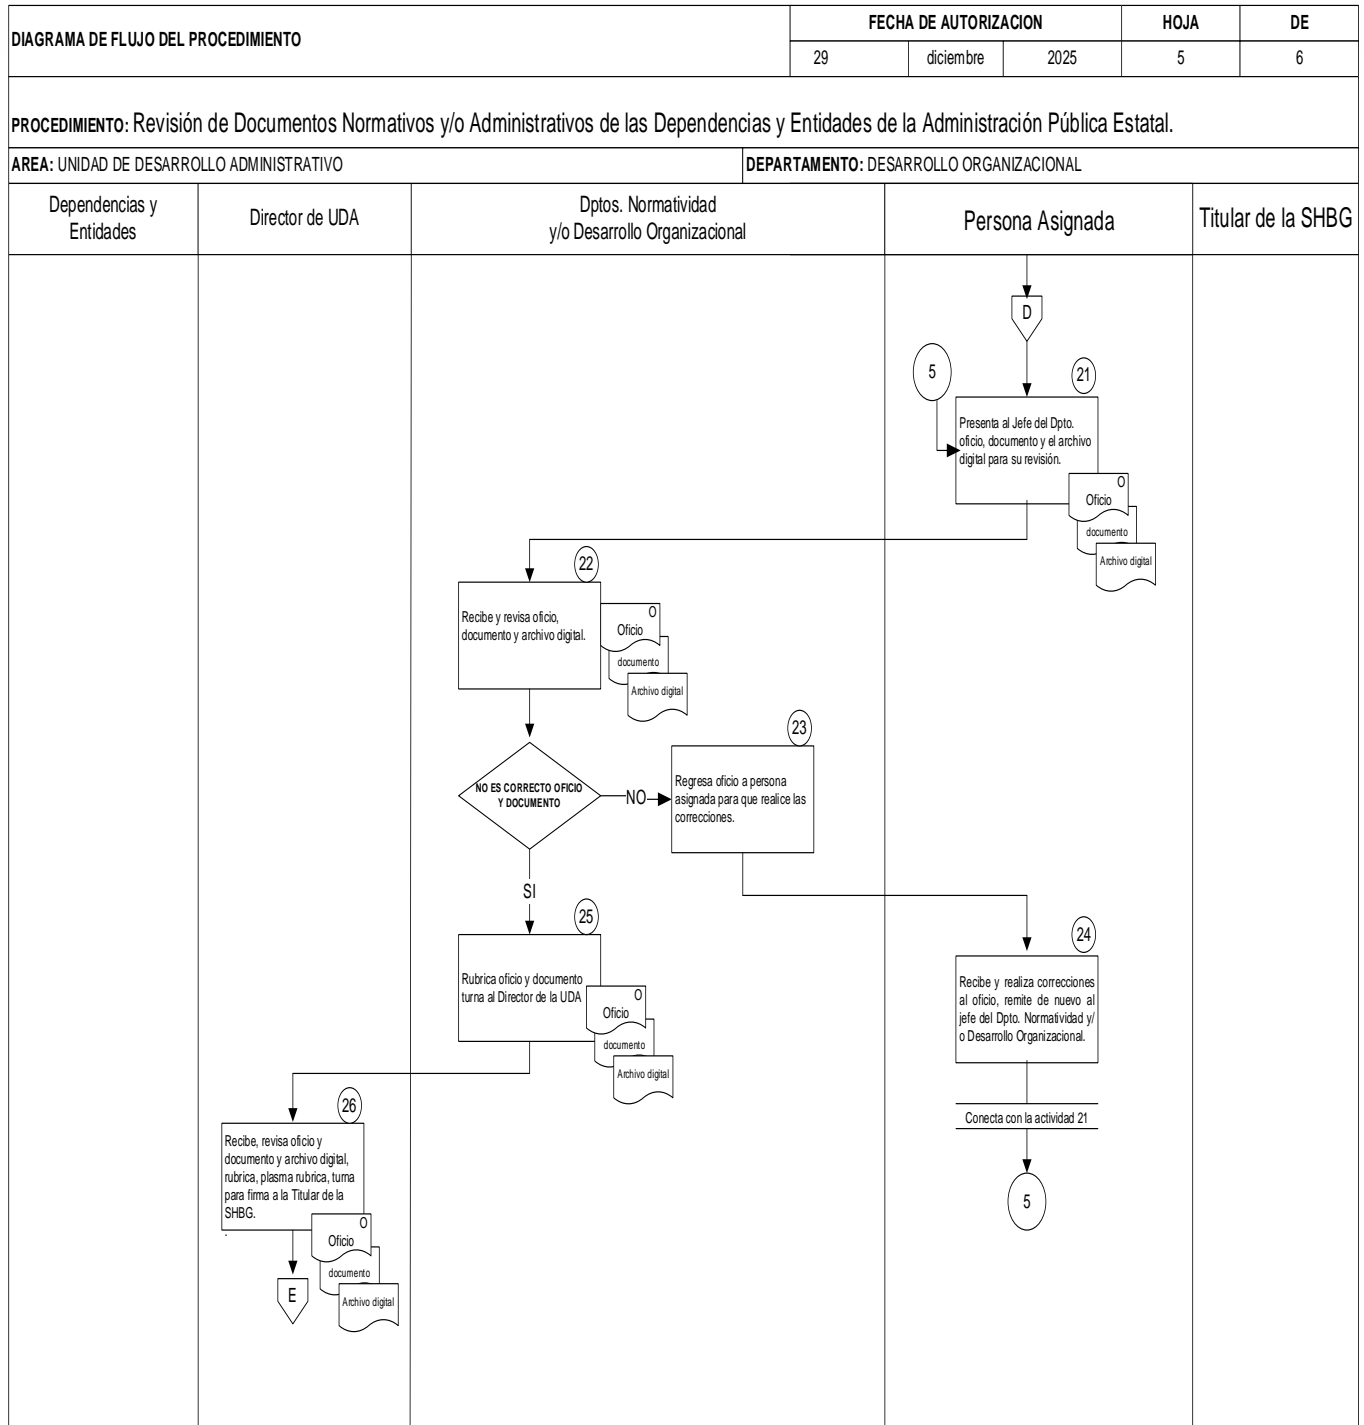 DIAGRAMA DE FLUJO DEL PROCEDIMIENTO
FECHA DE AUTORIZACION
HOJA
DE
29
diciembre
2025
5
6
PROCEDIMIENTO: Revisión de Documentos Normativos y/o Administrativos de las Dependencias y Entidades de la Administración Pública Estatal.
AREA: UNIDAD DE DESARROLLO ADMINISTRATIVO
DEPARTAMENTO: DESARROLLO ORGANIZACIONAL
Dependencias y
Entidades
Director de UDA
Dptos. Normatividad
y/o Desarrollo Organizacional
Persona Asignada
Titular de la SHBG
D
5
21
Presenta al Jefe del Dpto.
oficio, documento y el archivo
digital para su revisión.
O
Oficio
documento
Archivo digital
22
Recibe y revisa oficio,
documento y archivo digital.
O
Oficio
documento
Archivo digital
23
NO ES CORRECTO OFICIO
Y DOCUMENTO
NO
Regresa oficio a persona
asignada para que realice las
correcciones.
SI
25
Rubrica oficio y documento
turna al Director de la UDA
O
Oficio
documento
Archivo digital
24
Recibe y realiza correcciones
al oficio, remite de nuevo al
jefe del Dpto. Normatividad y/
o Desarrollo Organizacional.
Conecta con la actividad 21
5
26
Recibe, revisa oficio y
documento y archivo digital,
rubrica, plasma rubrica, turna
para firma a la Titular de la
SHBG.
.
O
Oficio
documento
Archivo digital
E